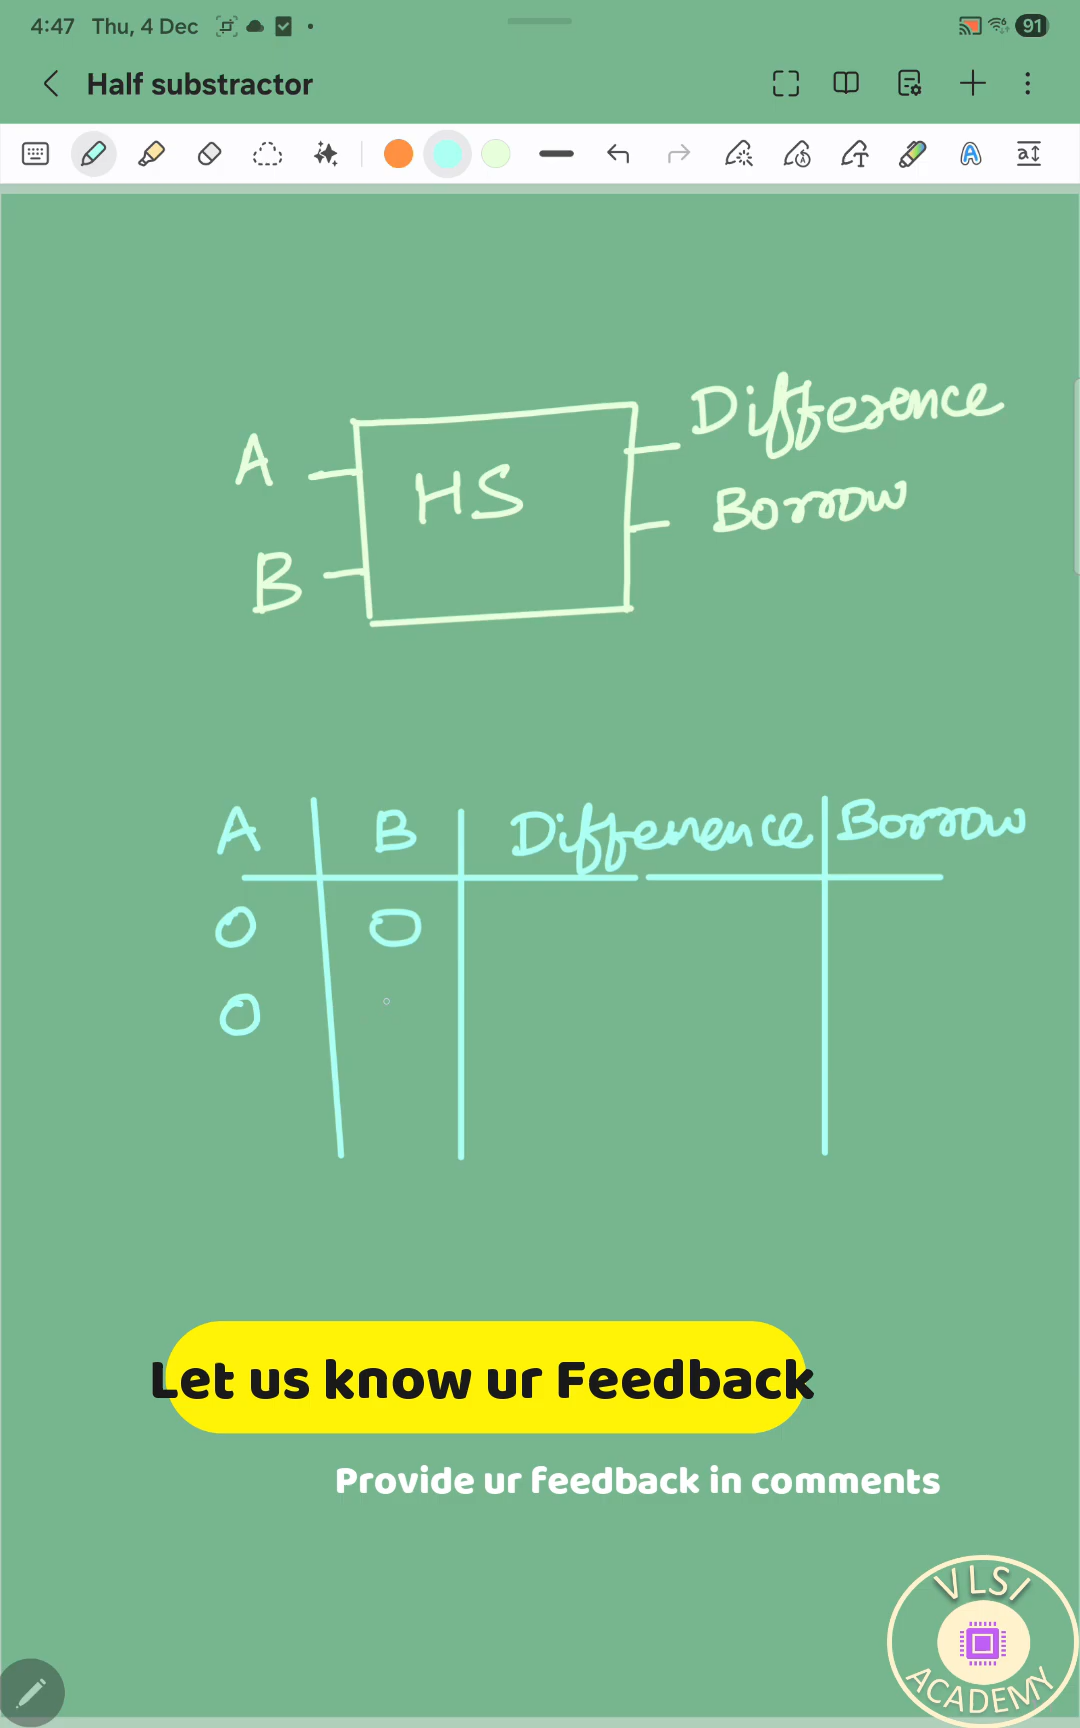 4:47 Thu, 4 Dec 91
Half substractor
A
Difference
HS
Borrow
B
A B Difference Borrow
0 0
0
Let us know ur Feedback
Provide ur feedback in comments
VLSI
ACADEMY